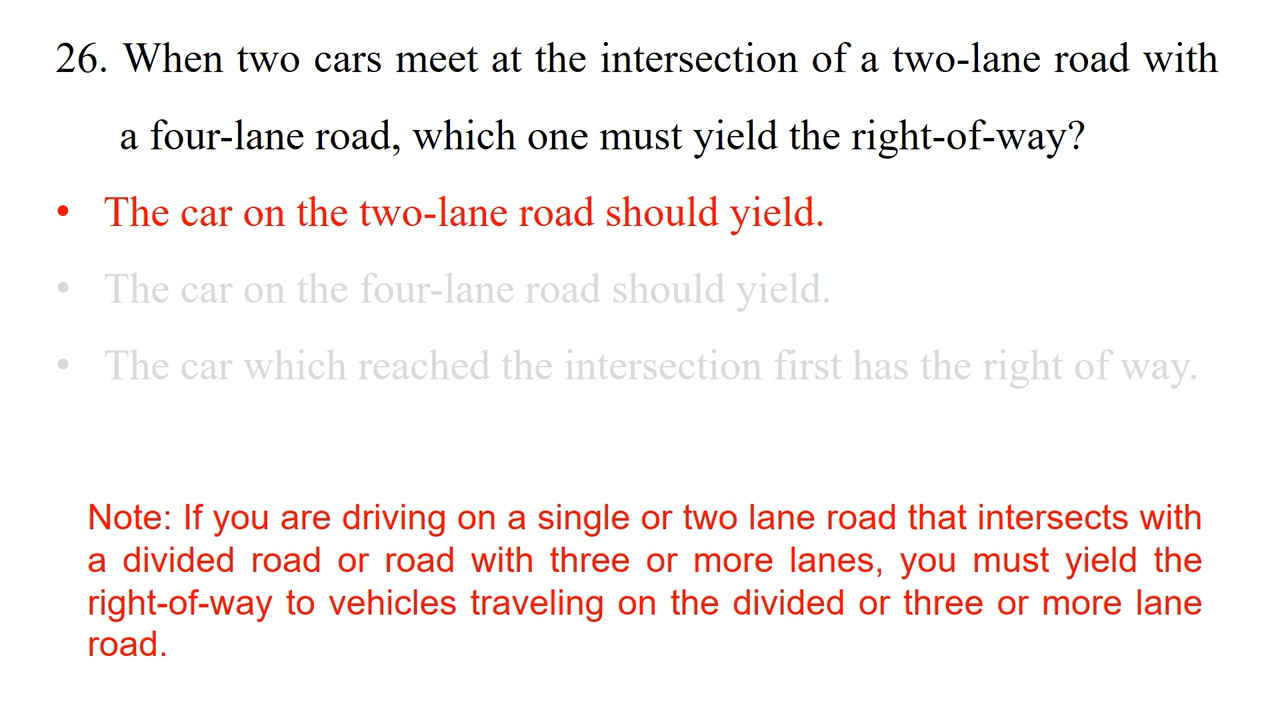 26. When two cars meet at the intersection of a two-lane road with
a four-lane road, which one must yield the right-of-way?
• The car on the two-lane road should yield.
• The car on the four-lane road should yield.
• The car which reached the intersection first has the right of way.
Note: If you are driving on a single or two lane road that intersects with
a divided road or road with three or more lanes, you must yield the
right-of-way to vehicles traveling on the divided or three or more lane
road.